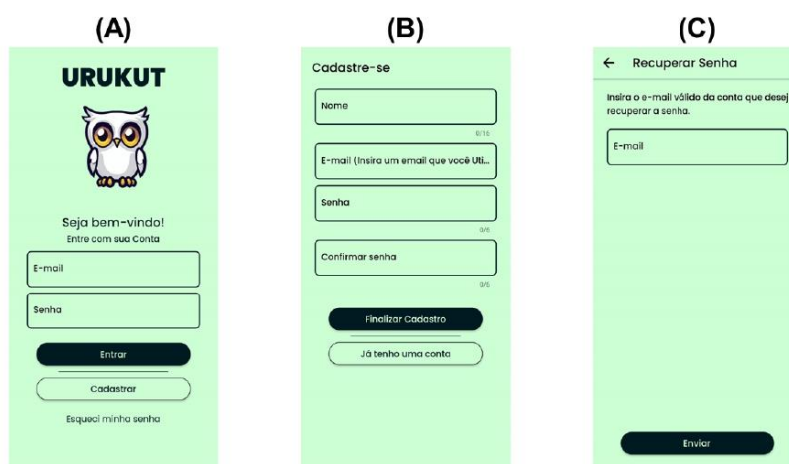 (A)
URUKUT
Seja bem-vindo!
Entre com sua Conta
E-mail
Senha
Entrar
Cadastrar
Esqueci minha senha
(B)
Cadastre-se
Nome
0/15
E-mail (Insira um email que você Uti...
Senha
0/6
Confirmar senha
0/6
Finalizar Cadastro
Já tenho uma conta
(C)
Recuperar Senha
Insira o e-mail válido da conta que desej
recuperar a senha.
E-mail
Enviar